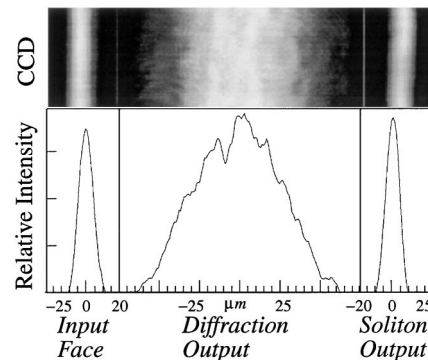 CCD
Relative Intensity
-25 0 20 -25 μm 25 -20 0 25
Input Face
Diffraction Output
Soliton Output